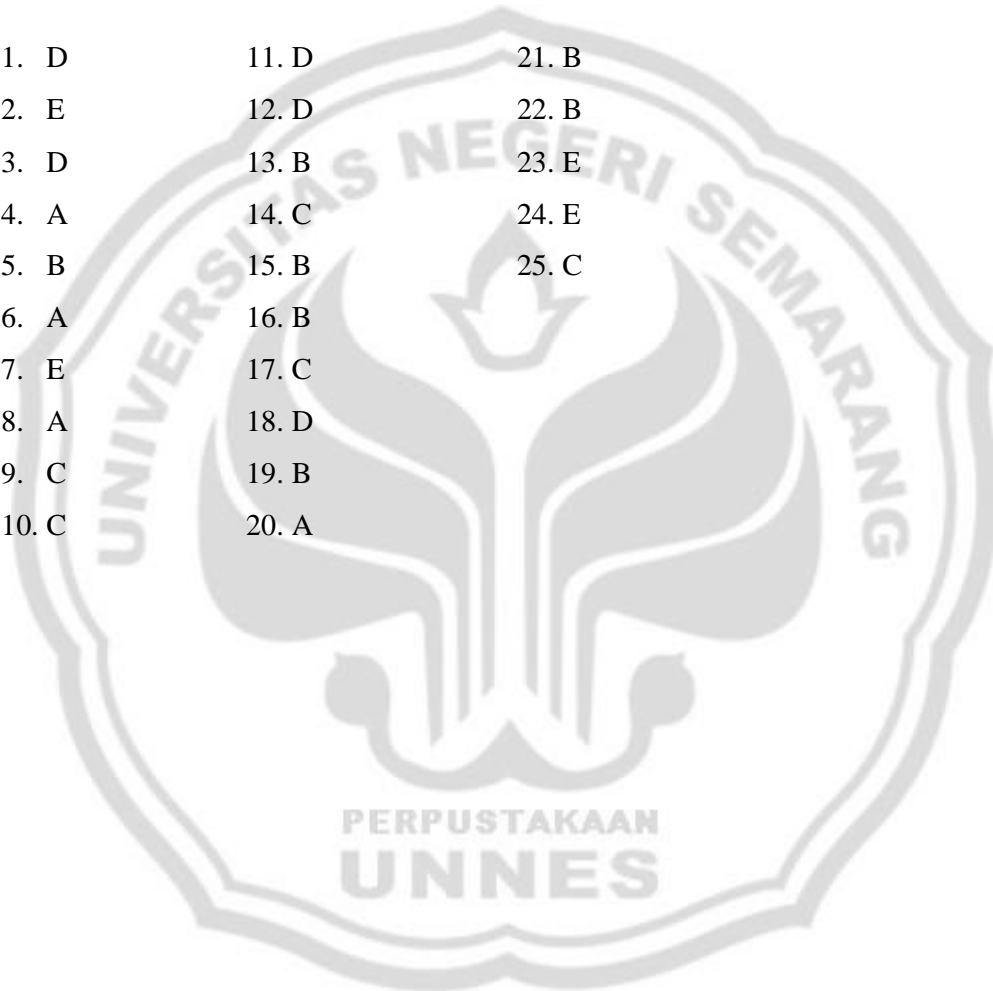 1. D
2. E
3. D
4. A
5. B
6. A
7. E
8. A
9. C
10. C
11. D
12. D
13. B
14. C
15. B
16. B
17. C
18. D
19. B
20. A
21. B
22. B
23. E
24. E
25. C
UNIVERSITAS NEGERI SEMARANG
PERPUSTAKAAN
UNNES